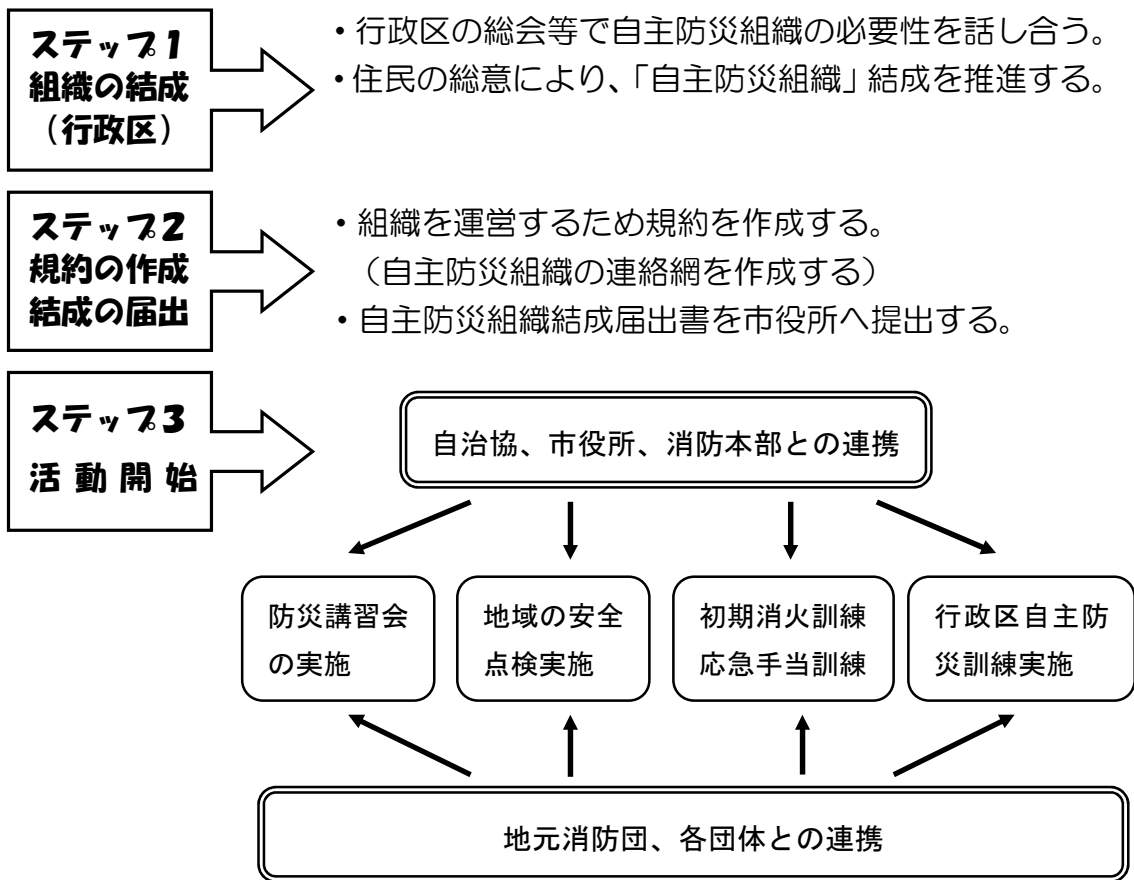 ステップ1
組織の結成
（行政区）
・行政区の総会等で自主防災組織の必要性を話し合う。
・住民の総意により、「自主防災組織」結成を推進する。
ステップ2
規約の作成
結成の届出
・組織を運営するため規約を作成する。
（自主防災組織の連絡網を作成する）
・自主防災組織結成届出書を市役所へ提出する。
ステップ3
活動開始
自治協、市役所、消防本部との連携
防災講習会
の実施
地域の安全
点検実施
初期消火訓練
応急手当訓練
行政区自主防
災訓練実施
地元消防団、各団体との連携